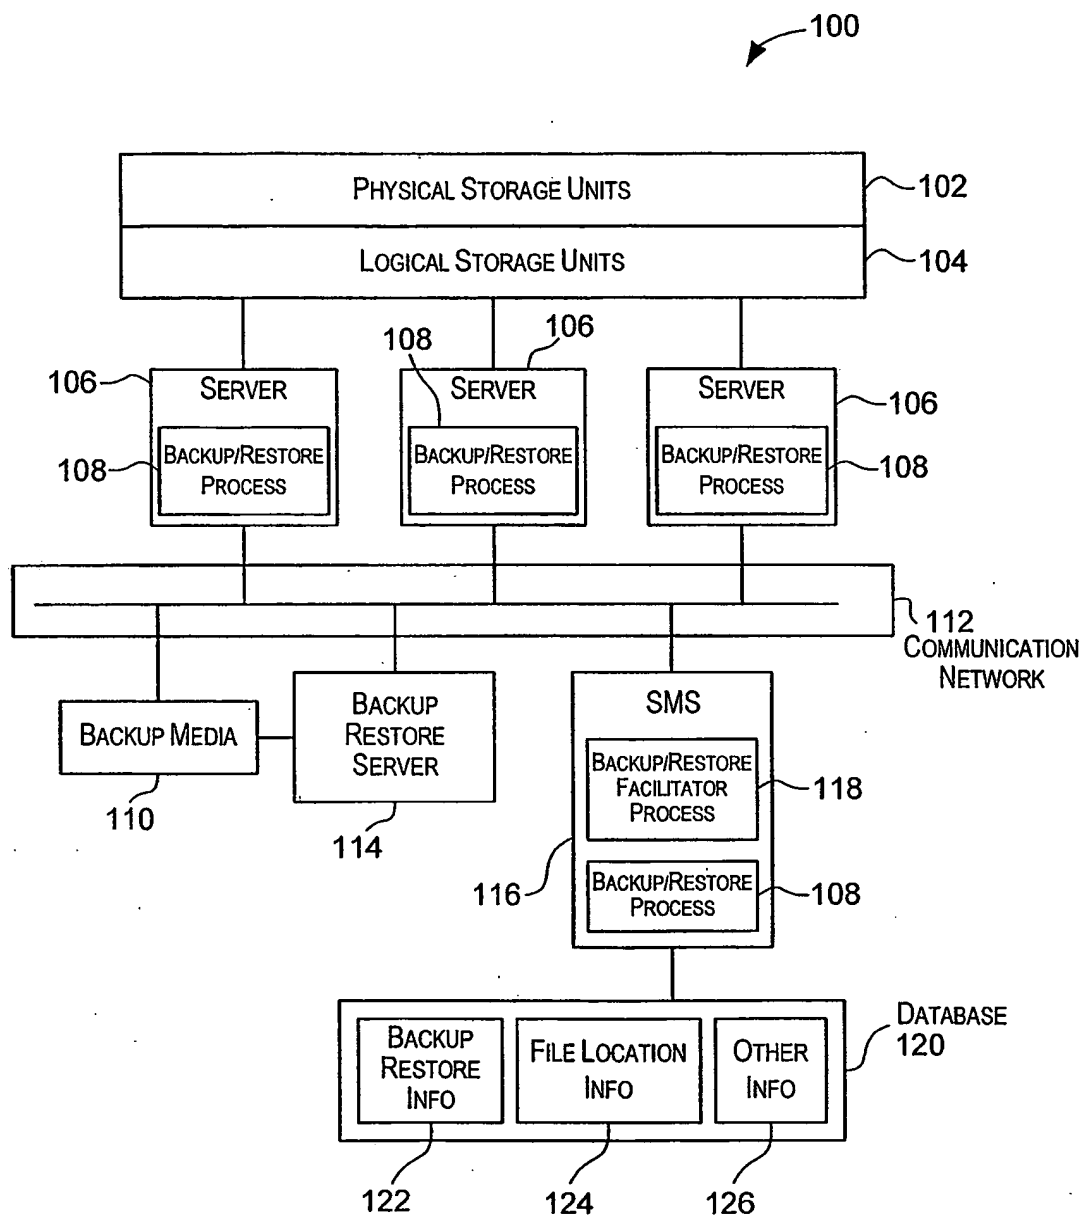 100
PHYSICAL STORAGE UNITS
102
LOGICAL STORAGE UNITS
104
106
SERVER
108
BACKUP/RESTORE
PROCESS
108
106
SERVER
BACKUP/RESTORE
PROCESS
SERVER
106
BACKUP/RESTORE
PROCESS
108
112
COMMUNICATION
NETWORK
BACKUP MEDIA
110
BACKUP
RESTORE
SERVER
114
SMS
BACKUP/RESTORE
FACILITATOR
PROCESS
118
116
BACKUP/RESTORE
PROCESS
108
DATABASE
120
BACKUP
RESTORE
INFO
FILE LOCATION
INFO
OTHER
INFO
122
124
126